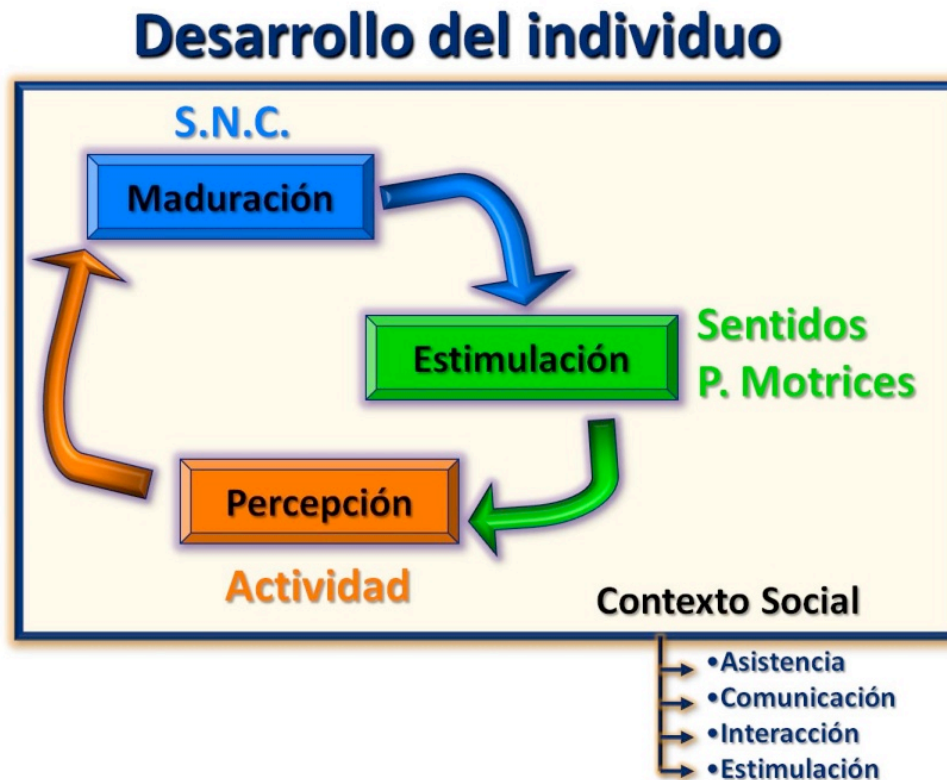 Desarrollo del individuo
S.N.C.
Maduración
Estimulación
Sentidos
P. Motrices
Percepción
Actividad
Contexto Social
•Asistencia
•Comunicación
•Interacción
•Estimulación